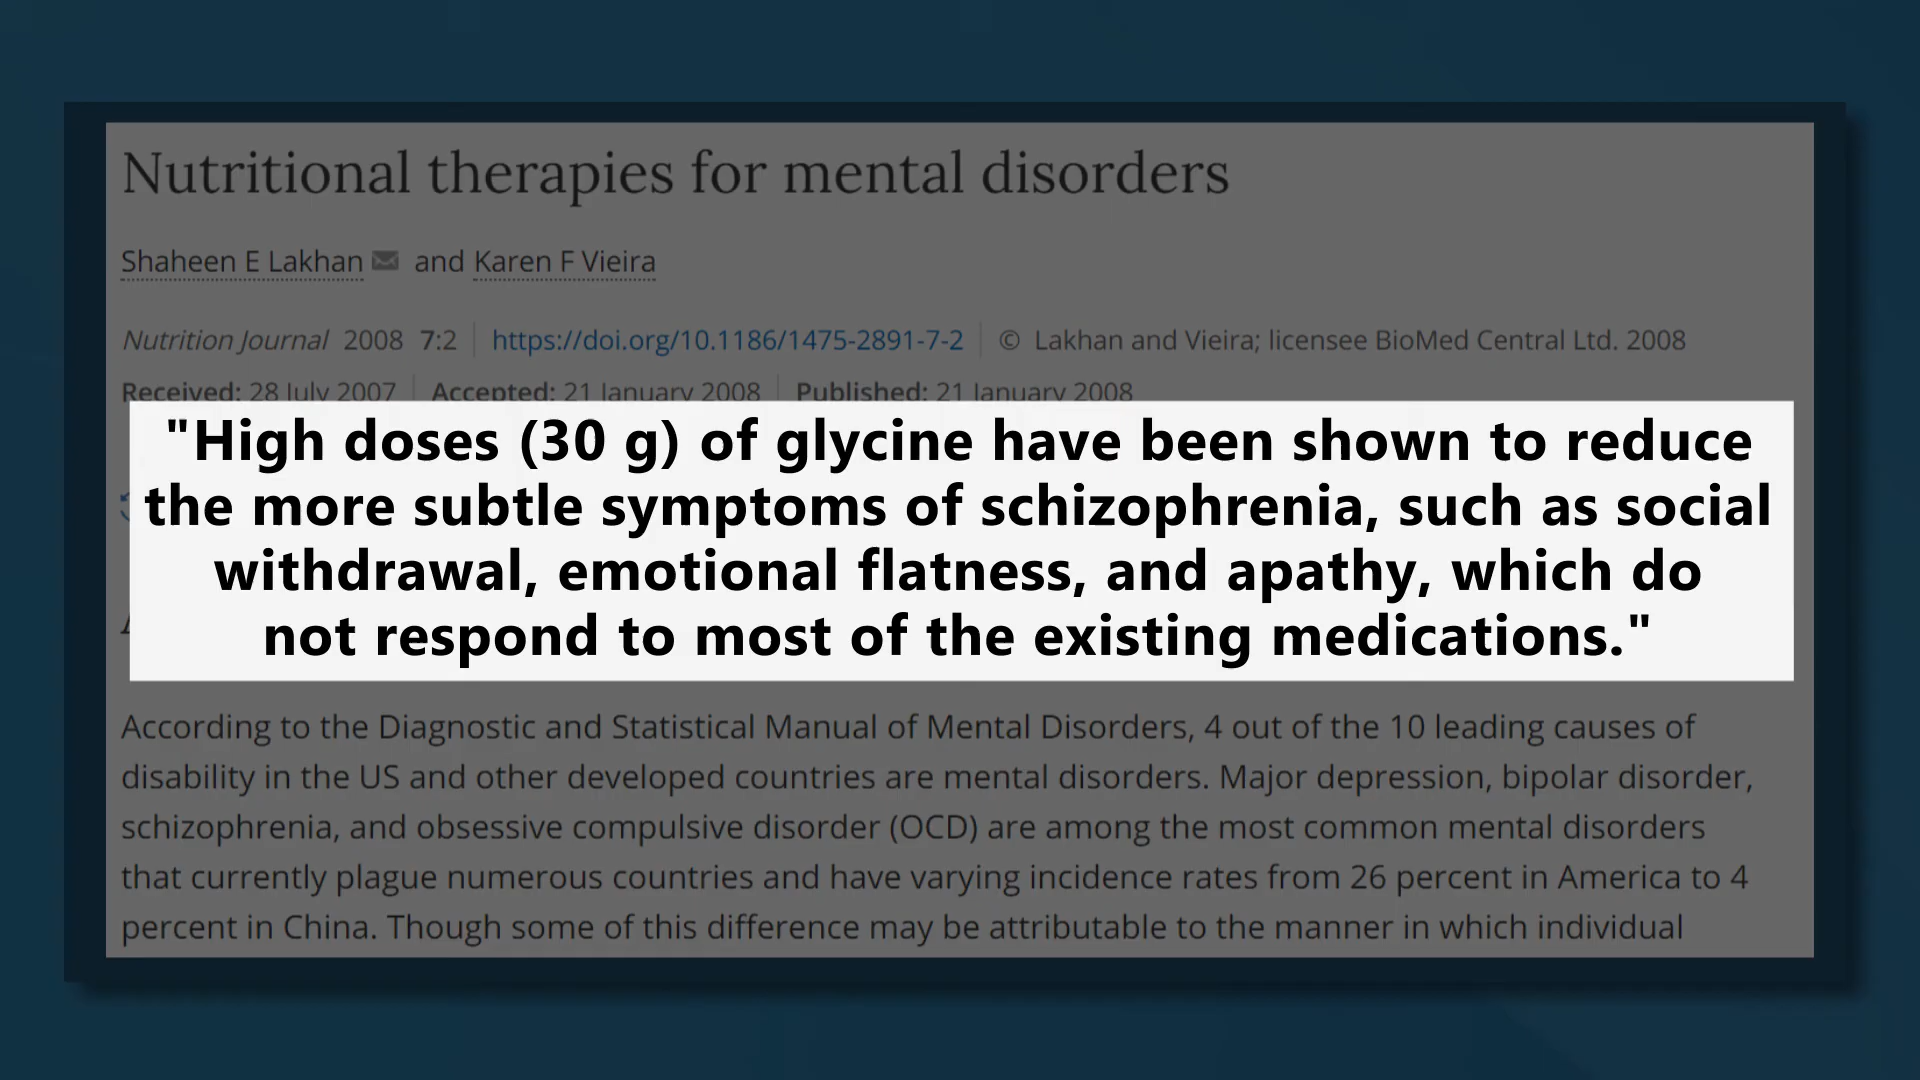 Nutritional therapies for mental disorders
Shaheen E Lakhan and Karen F Vieira
Nutrition Journal 2008 7:2 https://doi.org/10.1186/1475-2891-7-2 © Lakhan and Vieira; licensee BioMed Central Ltd. 2008
Received: 28 July 2007 Accepted: 21 January 2008 Published: 21 January 2008
"High doses (30 g) of glycine have been shown to reduce
the more subtle symptoms of schizophrenia, such as social
withdrawal, emotional flatness, and apathy, which do
not respond to most of the existing medications."
According to the Diagnostic and Statistical Manual of Mental Disorders, 4 out of the 10 leading causes of
disability in the US and other developed countries are mental disorders. Major depression, bipolar disorder,
schizophrenia, and obsessive compulsive disorder (OCD) are among the most common mental disorders
that currently plague numerous countries and have varying incidence rates from 26 percent in America to 4
percent in China. Though some of this difference may be attributable to the manner in which individual